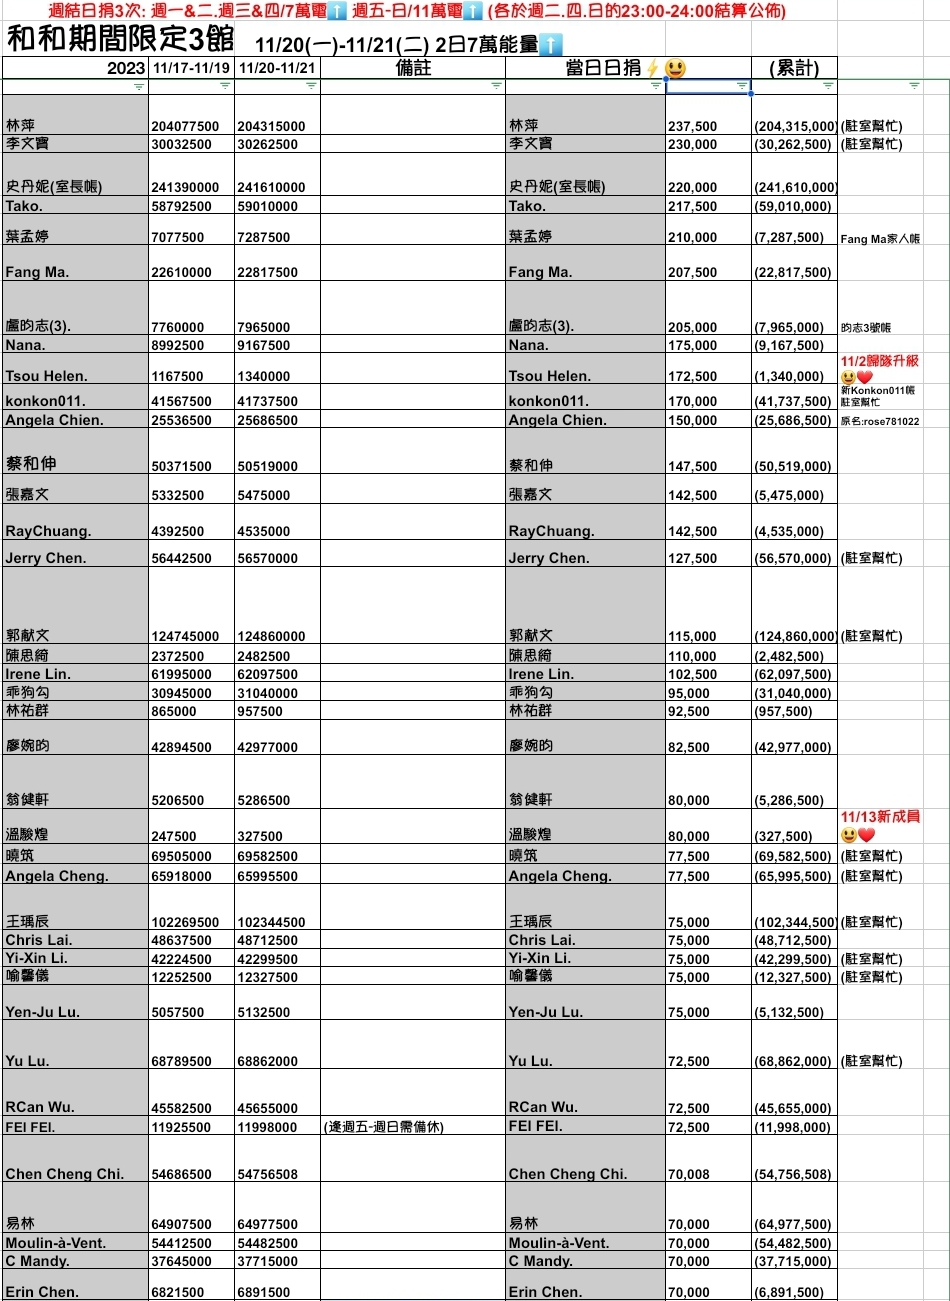 週結日捐3次: 週一&二.週三&四/7萬電⬆️ 週五-日/11萬電⬆️ (各於週二.四.日的23:00-24:00結算公佈)
和和期間限定3館 11/20(一)-11/21(二) 2日7萬能量⬆️
2023 11/17-11/19 11/20-11/21 備註 當日日捐⚡😃 (累計)
林萍 204077500 204315000 林萍 237,500 (204,315,000) (駐室幫忙)
李文寶 30032500 30262500 李文寶 230,000 (30,262,500) (駐室幫忙)
史丹妮(室長帳) 241390000 241610000 史丹妮(室長帳) 220,000 (241,610,000)
Tako. 58792500 59010000 Tako. 217,500 (59,010,000)
葉孟婷 7077500 7287500 葉孟婷 210,000 (7,287,500) Fang Ma家人帳
Fang Ma. 22610000 22817500 Fang Ma. 207,500 (22,817,500)
盧昀志(3). 7760000 7965000 盧昀志(3). 205,000 (7,965,000) 昀志3號帳
Nana. 8992500 9167500 Nana. 175,000 (9,167,500)
Tsou Helen. 1167500 1340000 Tsou Helen. 172,500 (1,340,000) 11/2歸隊升級😃❤️
konkon011. 41567500 41737500 konkon011. 170,000 (41,737,500) 新Konkon011帳 駐室幫忙
Angela Chien. 25536500 25686500 Angela Chien. 150,000 (25,686,500) 原名:rose781022
蔡和伸 50371500 50519000 蔡和伸 147,500 (50,519,000)
張嘉文 5332500 5475000 張嘉文 142,500 (5,475,000)
RayChuang. 4392500 4535000 RayChuang. 142,500 (4,535,000)
Jerry Chen. 56442500 56570000 Jerry Chen. 127,500 (56,570,000) (駐室幫忙)
郭献文 124745000 124860000 郭献文 115,000 (124,860,000) (駐室幫忙)
陳思綺 2372500 2482500 陳思綺 110,000 (2,482,500)
Irene Lin. 61995000 62097500 Irene Lin. 102,500 (62,097,500)
乖狗勾 30945000 31040000 乖狗勾 95,000 (31,040,000)
林祐群 865000 957500 林祐群 92,500 (957,500)
廖婉昀 42894500 42977000 廖婉昀 82,500 (42,977,000)
翁健軒 5206500 5286500 翁健軒 80,000 (5,286,500)
溫駿煌 247500 327500 溫駿煌 80,000 (327,500) 11/13新成員😃❤️
曉筑 69505000 69582500 曉筑 77,500 (69,582,500) (駐室幫忙)
Angela Cheng. 65918000 65995500 Angela Cheng. 77,500 (65,995,500) (駐室幫忙)
王瑀辰 102269500 102344500 王瑀辰 75,000 (102,344,500) (駐室幫忙)
Chris Lai. 48637500 48712500 Chris Lai. 75,000 (48,712,500)
Yi-Xin Li. 42224500 42299500 Yi-Xin Li. 75,000 (42,299,500) (駐室幫忙)
喻馨儀 12252500 12327500 喻馨儀 75,000 (12,327,500) (駐室幫忙)
Yen-Ju Lu. 5057500 5132500 Yen-Ju Lu. 75,000 (5,132,500)
Yu Lu. 68789500 68862000 Yu Lu. 72,500 (68,862,000) (駐室幫忙)
RCan Wu. 45582500 45655000 RCan Wu. 72,500 (45,655,000)
FEI FEI. 11925500 11998000 (逢週五-週日需備休) FEI FEI. 72,500 (11,998,000)
Chen Cheng Chi. 54686500 54756508 Chen Cheng Chi. 70,008 (54,756,508)
易林 64907500 64977500 易林 70,000 (64,977,500)
Moulin-à-Vent. 54412500 54482500 Moulin-à-Vent. 70,000 (54,482,500)
C Mandy. 37645000 37715000 C Mandy. 70,000 (37,715,000)
Erin Chen. 6821500 6891500 Erin Chen. 70,000 (6,891,500)